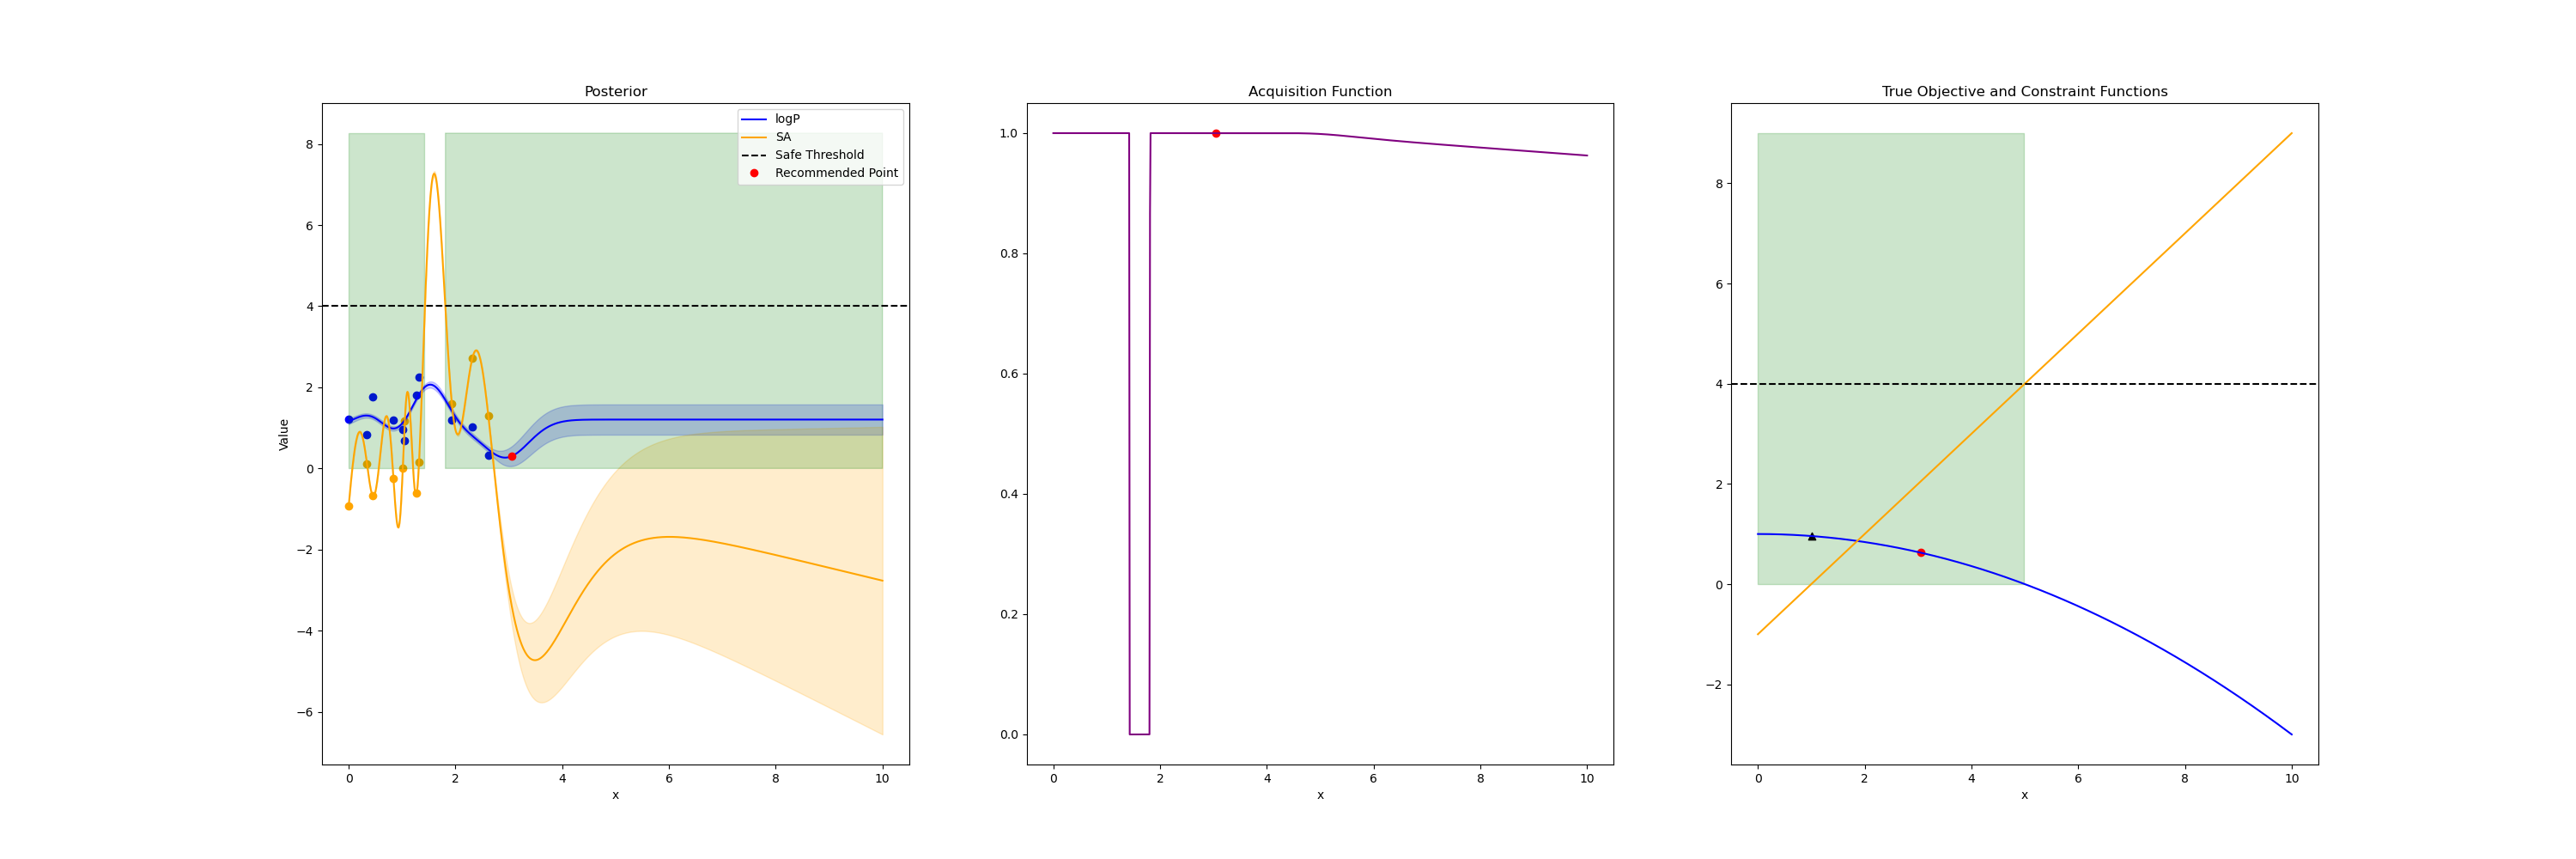 Posterior
logP
SA
Safe Threshold
Recommended Point
8
6
4
2
0
−2
−4
−6
Value
0 2 4 6 8 10
x
Acquisition Function
1.0
0.8
0.6
0.4
0.2
0.0
0 2 4 6 8 10
x
True Objective and Constraint Functions
8
6
4
2
0
−2
0 2 4 6 8 10
x